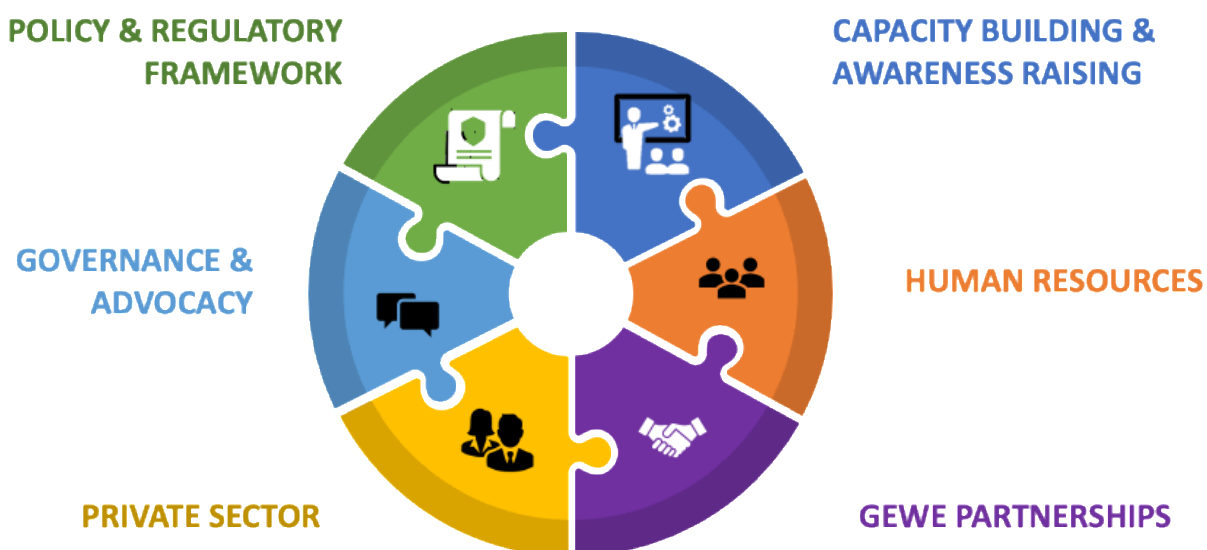 POLICY & REGULATORY
FRAMEWORK
CAPACITY BUILDING &
AWARENESS RAISING
GOVERNANCE &
ADVOCACY
HUMAN RESOURCES
PRIVATE SECTOR
GEWE PARTNERSHIPS